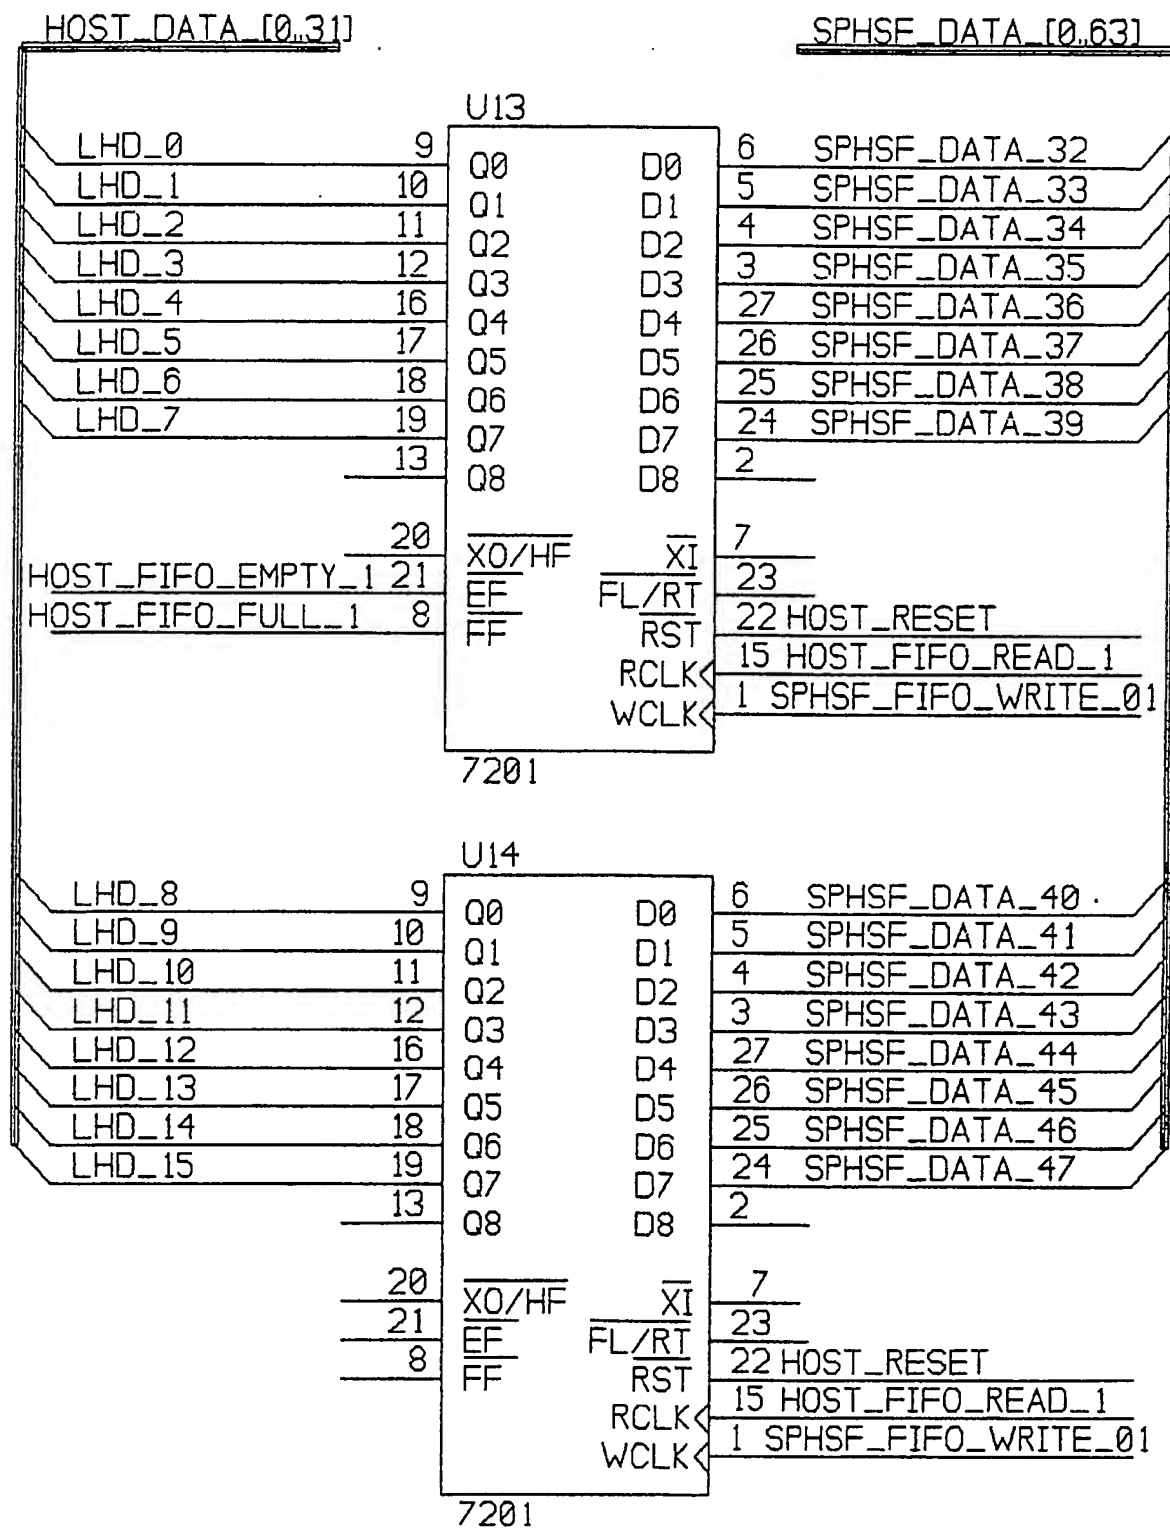 HOST_DATA_[0..31] SPHSF_DATA_[0..63]
U13
LHD_0 9 Q0 D0 6 SPHSF_DATA_32
LHD_1 10 Q1 D1 5 SPHSF_DATA_33
LHD_2 11 Q2 D2 4 SPHSF_DATA_34
LHD_3 12 Q3 D3 3 SPHSF_DATA_35
LHD_4 16 Q4 D4 27 SPHSF_DATA_36
LHD_5 17 Q5 D5 26 SPHSF_DATA_37
LHD_6 18 Q6 D6 25 SPHSF_DATA_38
LHD_7 19 Q7 D7 24 SPHSF_DATA_39
13 Q8 D8 2
20 XO/HF XI 7
HOST_FIFO_EMPTY_1 21 EF FL/RT 23
HOST_FIFO_FULL_1 8 FF RST 22 HOST_RESET
RCLK 15 HOST_FIFO_READ_1
WCLK 1 SPHSF_FIFO_WRITE_01
7201
U14
LHD_8 9 Q0 D0 6 SPHSF_DATA_40
LHD_9 10 Q1 D1 5 SPHSF_DATA_41
LHD_10 11 Q2 D2 4 SPHSF_DATA_42
LHD_11 12 Q3 D3 3 SPHSF_DATA_43
LHD_12 16 Q4 D4 27 SPHSF_DATA_44
LHD_13 17 Q5 D5 26 SPHSF_DATA_45
LHD_14 18 Q6 D6 25 SPHSF_DATA_46
LHD_15 19 Q7 D7 24 SPHSF_DATA_47
13 Q8 D8 2
20 XO/HF XI 7
21 EF FL/RT 23
8 FF RST 22 HOST_RESET
RCLK 15 HOST_FIFO_READ_1
WCLK 1 SPHSF_FIFO_WRITE_01
7201